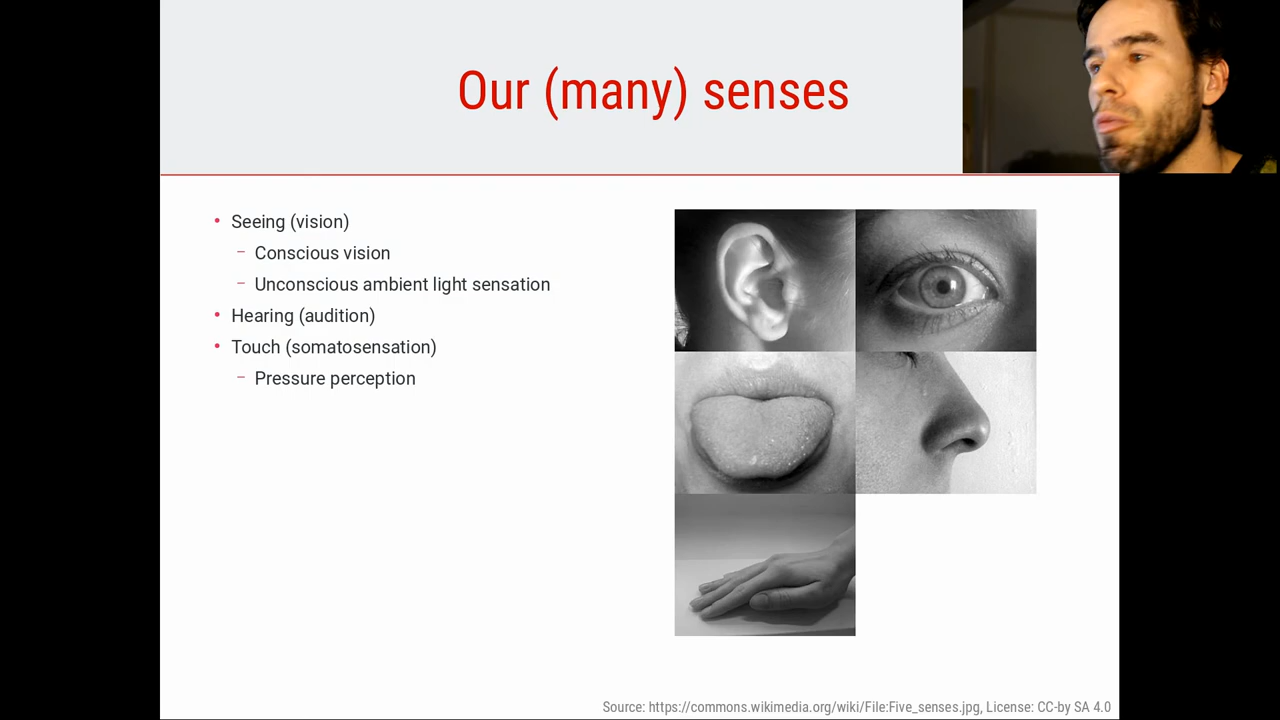 Our (many) senses
• Seeing (vision)
– Conscious vision
– Unconscious ambient light sensation
• Hearing (audition)
• Touch (somatosensation)
– Pressure perception
Source: https://commons.wikimedia.org/wiki/File:Five_senses.jpg, License: CC-by SA 4.0